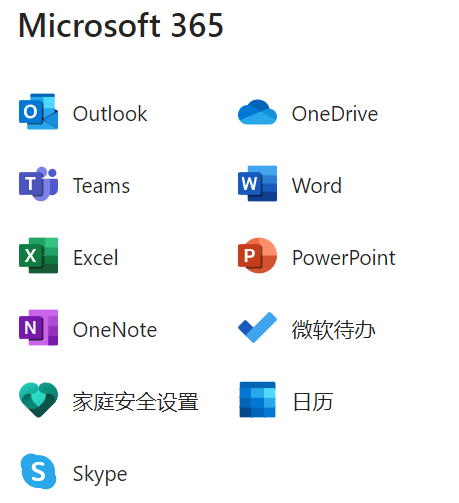 Microsoft 365
Outlook
OneDrive
Teams
Word
Excel
PowerPoint
OneNote
微软待办
家庭安全设置
日历
Skype